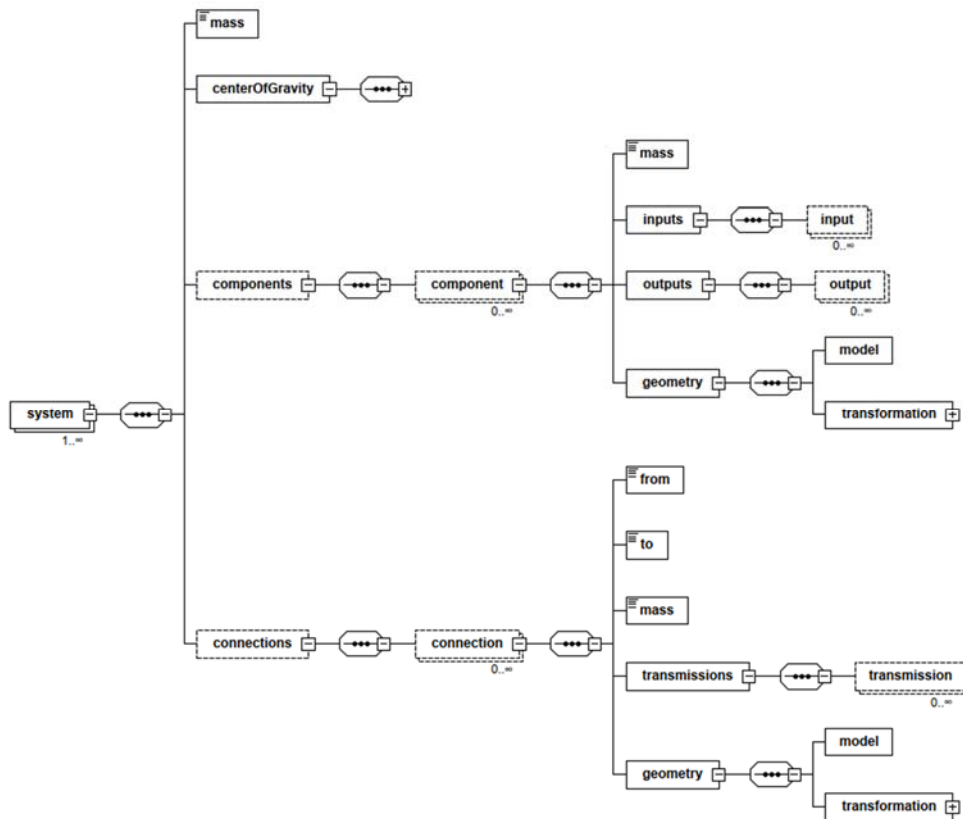 mass
centerOfGravity
mass
inputs
input
0..∞
components
component
0..∞
outputs
output
0..∞
model
geometry
transformation
system
1..∞
from
to
mass
connections
connection
0..∞
transmissions
transmission
0..∞
model
geometry
transformation